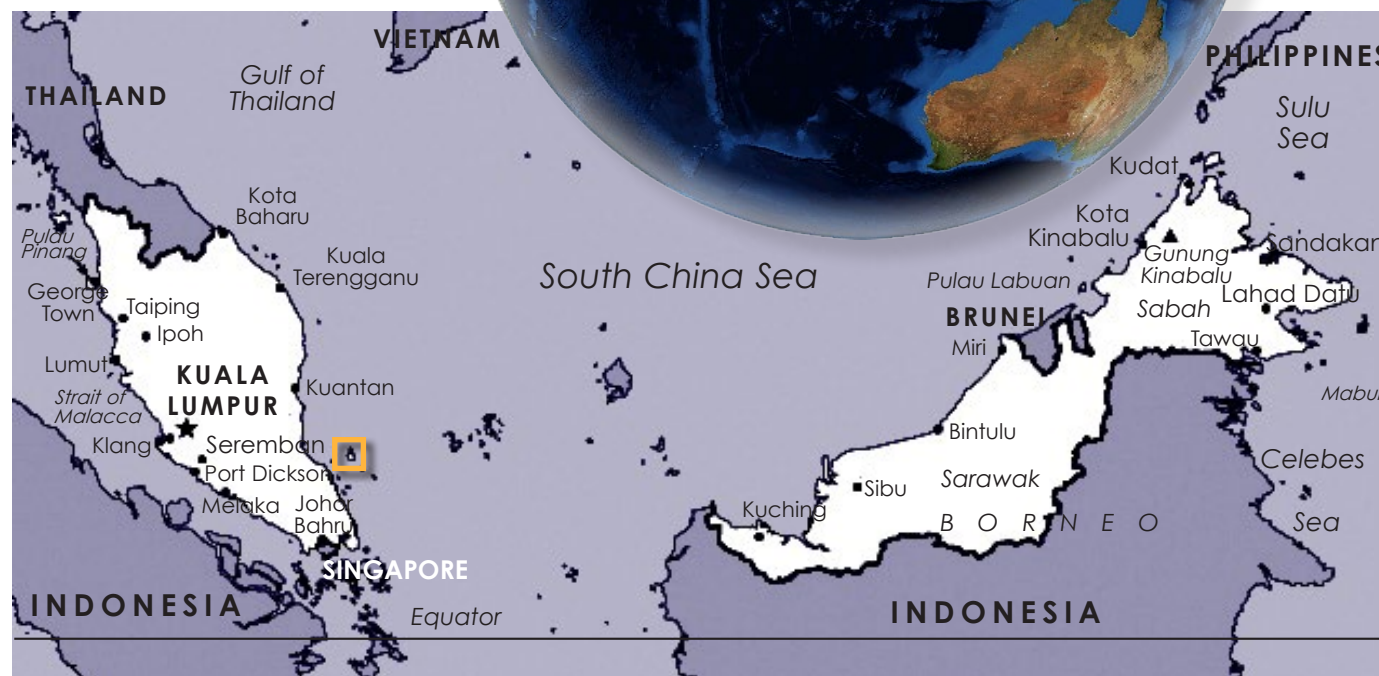 VIETNAM
PHILIPPINES
Gulf of
Thailand
THAILAND
Sulu
Sea
Kudat
Kota
Baharu
Kota
Kinabalu
Pulau
Pinang
Kuala
Terengganu
South China Sea
Pulau Labuan
Gunung
Kinabalu
Sandakan
George
Town
Taiping
Ipoh
BRUNEI
Sabah
Lahad Datu
Miri
Tawau
Lumut
KUALA
LUMPUR
Kuantan
Strait of
Malacca
Mabul
Klang
Seremban
Bintulu
Port Dickson
Celebes
Sea
Melaka
Johor
Bahru
Sibu
Sarawak
Kuching
BORNEO
SINGAPORE
INDONESIA
Equator
INDONESIA